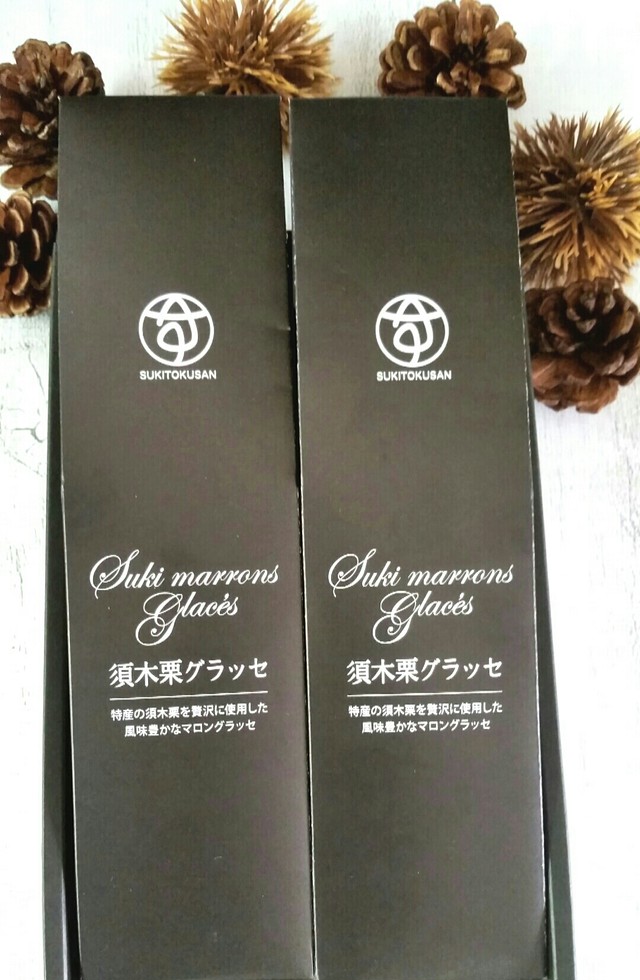 SUKITOKUSAN
Suki marrons
Glacés
須木栗グラッセ
特産の須木栗を贅沢に使用した
風味豊かなマロングラッセ
SUKITOKUSAN
Suki marrons
Glacés
須木栗グラッセ
特産の須木栗を贅沢に使用した
風味豊かなマロングラッセ